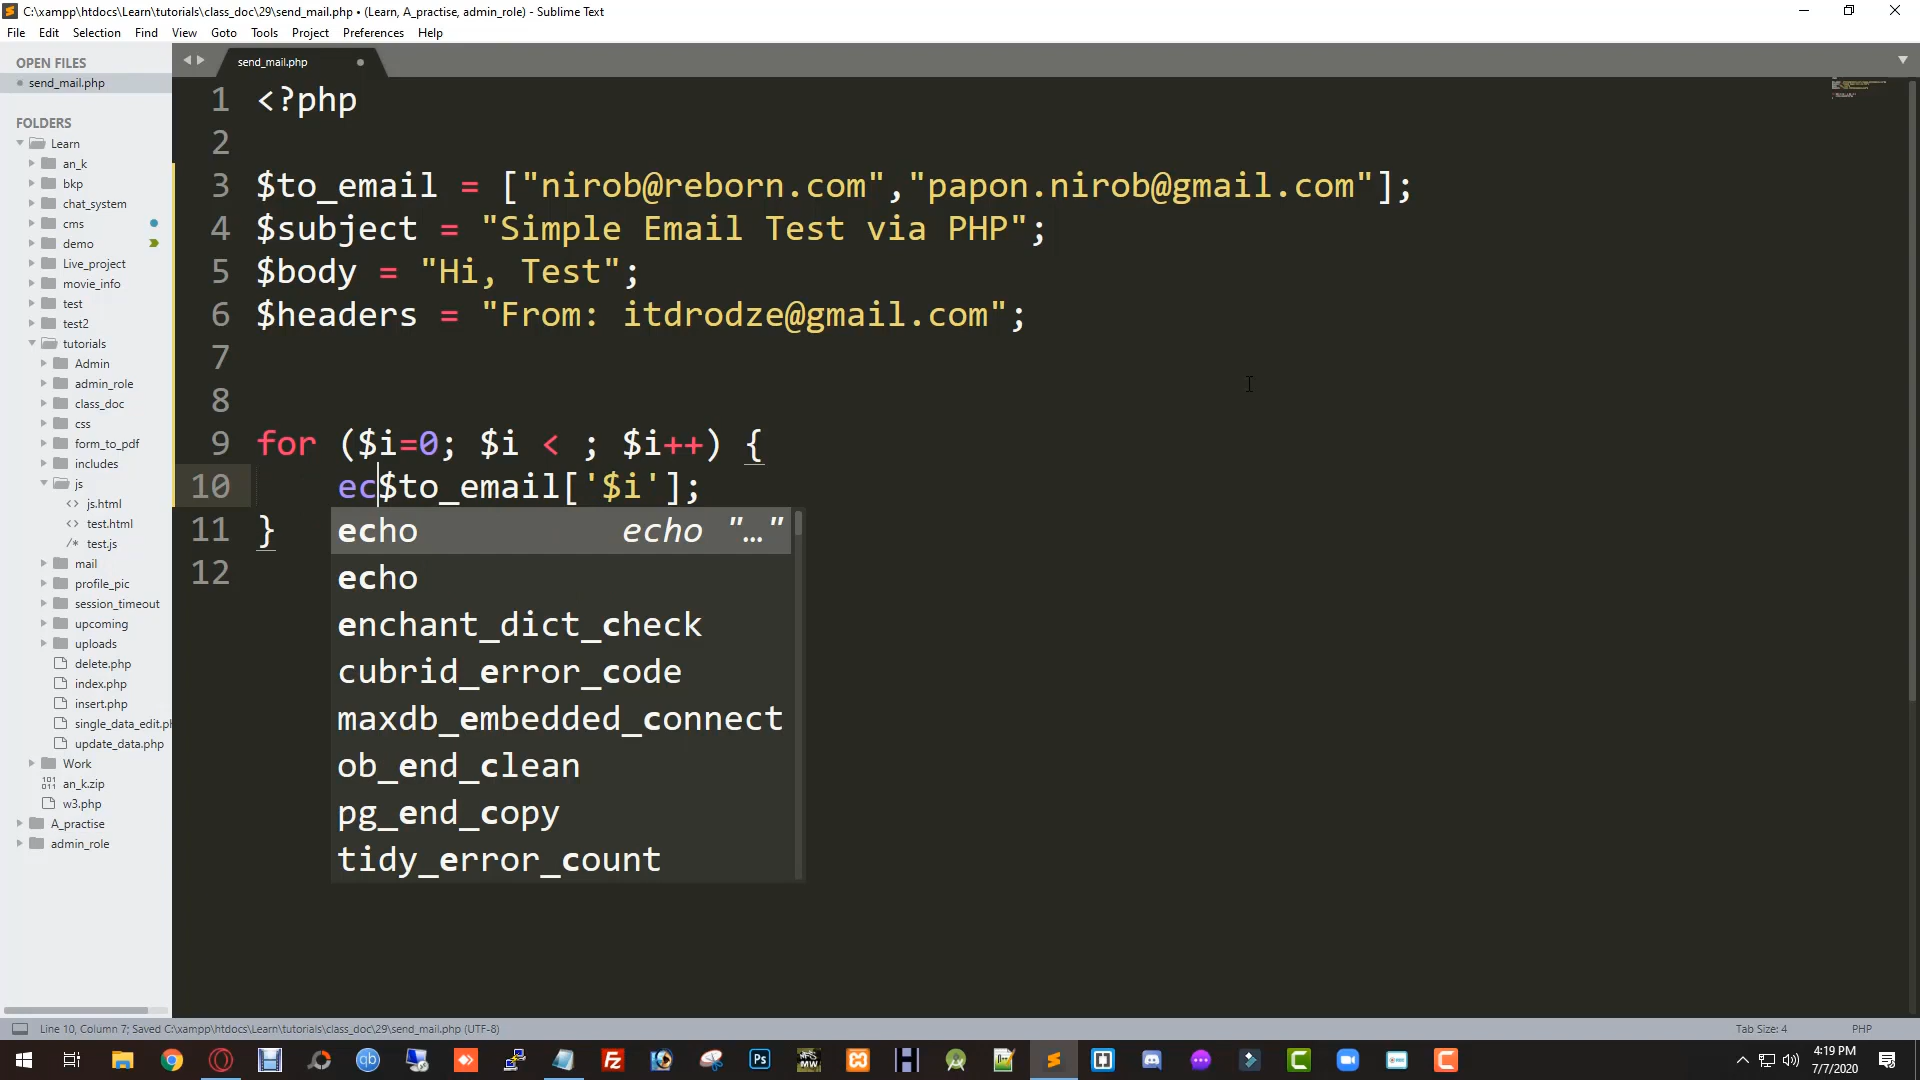 C:\xampp\htdocs\Learn\tutorials\class_doc\29\send_mail.php • (Learn, A_practise, admin_role) - Sublime Text
File Edit Selection Find View Goto Tools Project Preferences Help
OPEN FILES
send_mail.php
FOLDERS
Learn
an_k
bkp
chat_system
cms
demo
Live_project
movie_info
test
test2
tutorials
Admin
admin_role
class_doc
css
form_to_pdf
includes
js
<> js.html
<> test.html
/* test.js
mail
profile_pic
session_timeout
upcoming
uploads
delete.php
index.php
insert.php
single_data_edit.ph
update_data.php
Work
an_k.zip
w3.php
A_practise
admin_role
send_mail.php
1 <?php
2
3 $to_email = ["nirob@reborn.com","papon.nirob@gmail.com"];
4 $subject = "Simple Email Test via PHP";
5 $body = "Hi, Test";
6 $headers = "From: itdrodze@gmail.com";
7
8
9 for ($i=0; $i < ; $i++) {
10 ec$to_email['$i'];
11 }
12
echo echo "…"
echo
enchant_dict_check
cubrid_error_code
maxdb_embedded_connect
ob_end_clean
pg_end_copy
tidy_error_count
Line 10, Column 7; Saved C:\xampp\htdocs\Learn\tutorials\class_doc\29\send_mail.php (UTF-8)
Tab Size: 4 PHP
4:19 PM
7/7/2020